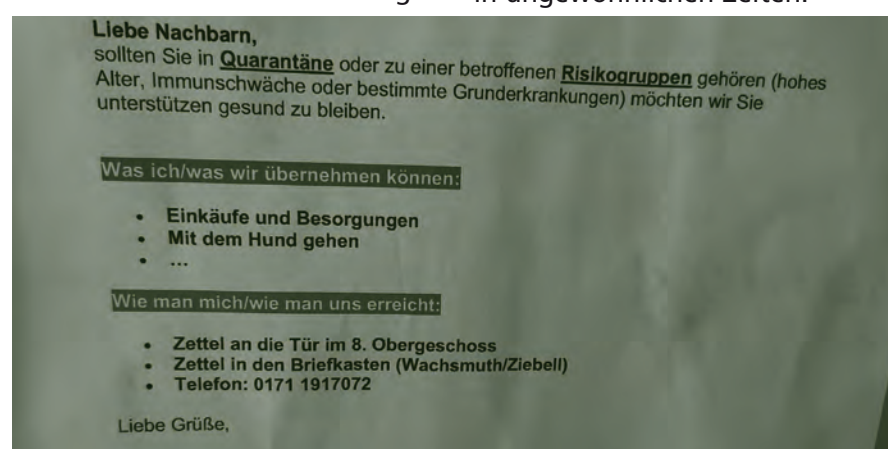 in ungewöhnlichen Zeiten.
Liebe Nachbarn,
sollten Sie in Quarantäne oder zu einer betroffenen Risikogruppen gehören (hohes
Alter, Immunschwäche oder bestimmte Grunderkrankungen) möchten wir Sie
unterstützen gesund zu bleiben.
Was ich/was wir übernehmen können:
• Einkäufe und Besorgungen
• Mit dem Hund gehen
• ...
Wie man mich/wie man uns erreicht:
• Zettel an die Tür im 8. Obergeschoss
• Zettel in den Briefkasten (Wachsmuth/Ziebell)
• Telefon: 0171 1917072
Liebe Grüße,